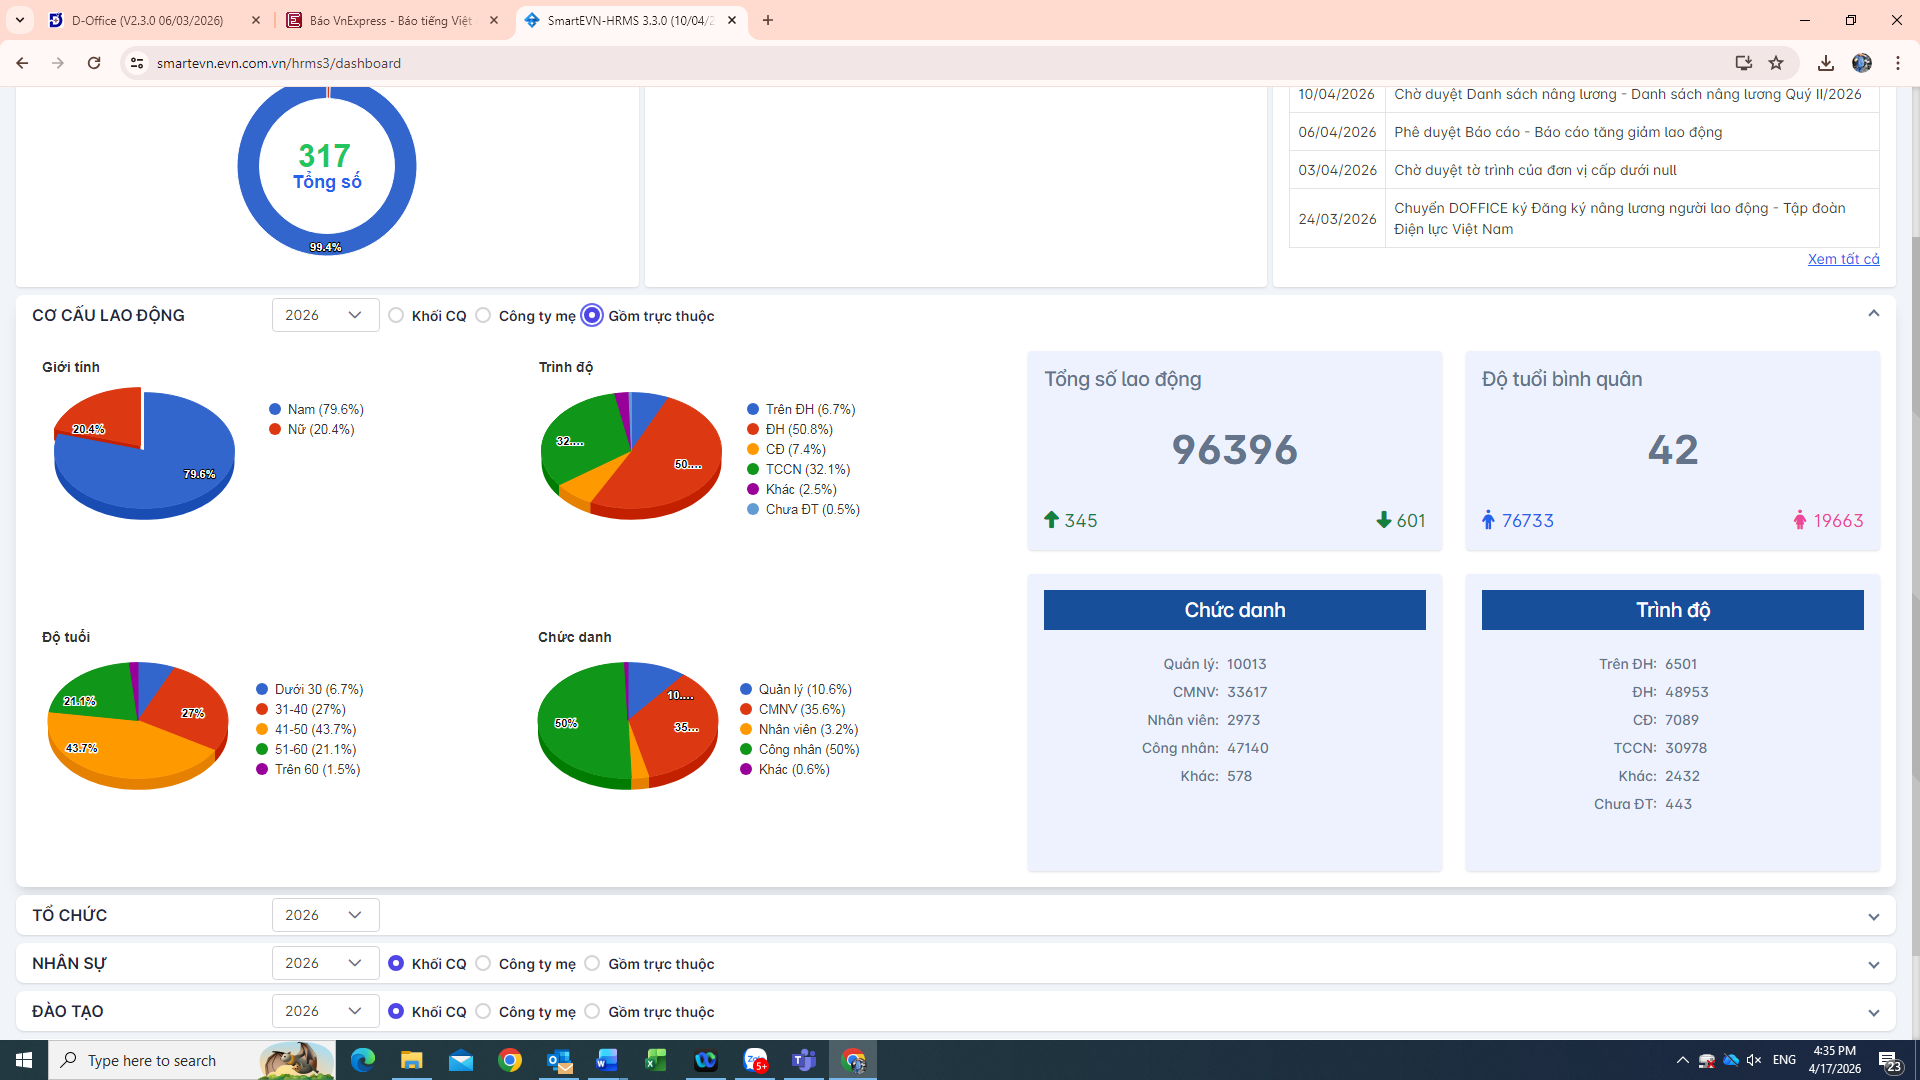 D-Office (V2.3.0 06/03/2026)
Báo VnExpress - Báo tiếng Việt
SmartEVN-HRMS 3.3.0 (10/04/2
smartevn.evn.com.vn/hrms3/dashboard
317
Tổng số
99.4%
10/04/2026 Chờ duyệt Danh sách nâng lương - Danh sách nâng lương Quý II/2026
06/04/2026 Phê duyệt Báo cáo - Báo cáo tăng giảm lao động
03/04/2026 Chờ duyệt tờ trình của đơn vị cấp dưới null
24/03/2026 Chuyển DOFFICE ký Đăng ký nâng lương người lao động - Tập đoàn
Điện lực Việt Nam
Xem tất cả
CƠ CẤU LAO ĐỘNG 2026 Khối CQ Công ty mẹ Gồm trực thuộc
Giới tính
20.4%
79.6%
Nam (79.6%)
Nữ (20.4%)
Trình độ
32....
50....
Trên ĐH (6.7%)
ĐH (50.8%)
CĐ (7.4%)
TCCN (32.1%)
Khác (2.5%)
Chưa ĐT (0.5%)
Tổng số lao động
96396
345 601
Độ tuổi bình quân
42
76733 19663
Độ tuổi
21.1%
27%
43.7%
Dưới 30 (6.7%)
31-40 (27%)
41-50 (43.7%)
51-60 (21.1%)
Trên 60 (1.5%)
Chức danh
10....
50%
35...
Quản lý (10.6%)
CMNV (35.6%)
Nhân viên (3.2%)
Công nhân (50%)
Khác (0.6%)
Chức danh
Quản lý: 10013
CMNV: 33617
Nhân viên: 2973
Công nhân: 47140
Khác: 578
Trình độ
Trên ĐH: 6501
ĐH: 48953
CĐ: 7089
TCCN: 30978
Khác: 2432
Chưa ĐT: 443
TỔ CHỨC 2026
NHÂN SỰ 2026 Khối CQ Công ty mẹ Gồm trực thuộc
ĐÀO TẠO 2026 Khối CQ Công ty mẹ Gồm trực thuộc
Type here to search
5+
ENG
4:35 PM
4/17/2026
23